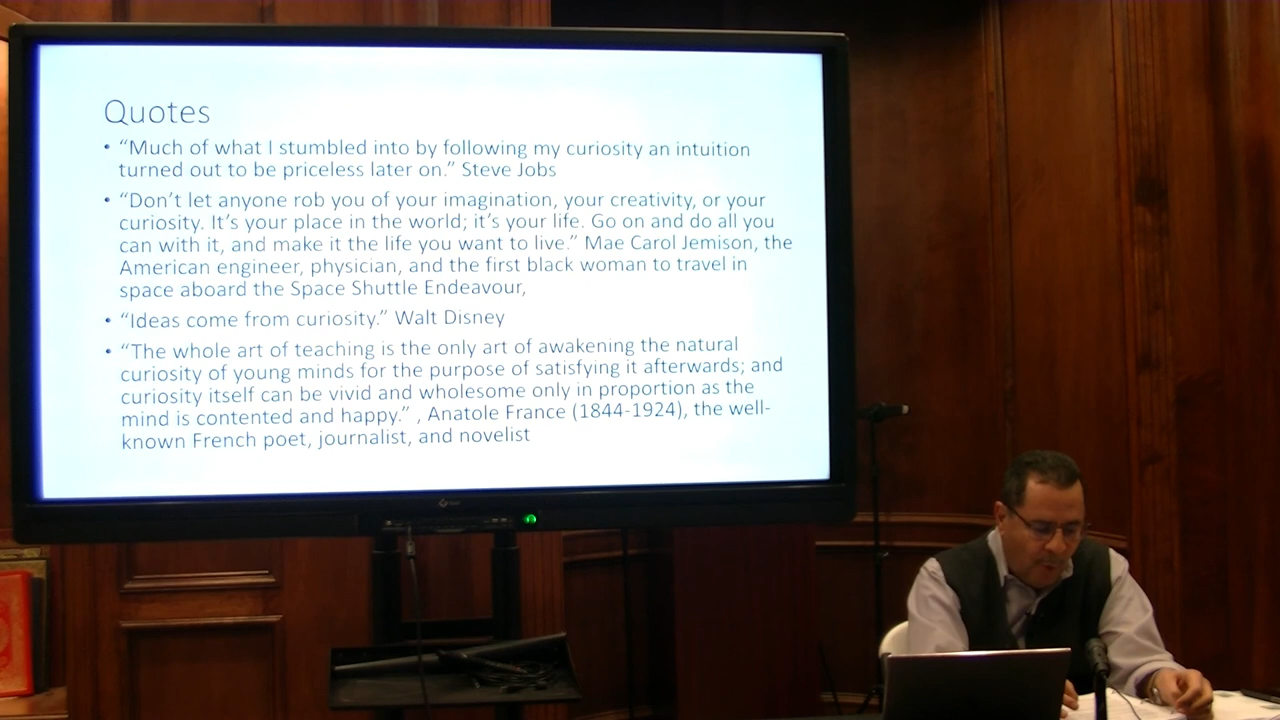 Quotes
• “Much of what I stumbled into by following my curiosity an intuition
turned out to be priceless later on.” Steve Jobs
• “Don’t let anyone rob you of your imagination, your creativity, or your
curiosity. It’s your place in the world; it’s your life. Go on and do all you
can with it, and make it the life you want to live.” Mae Carol Jemison, the
American engineer, physician, and the first black woman to travel in
space aboard the Space Shuttle Endeavour,
• “Ideas come from curiosity.” Walt Disney
• “The whole art of teaching is the only art of awakening the natural
curiosity of young minds for the purpose of satisfying it afterwards; and
curiosity itself can be vivid and wholesome only in proportion as the
mind is contented and happy.” , Anatole France (1844-1924), the well-
known French poet, journalist, and novelist